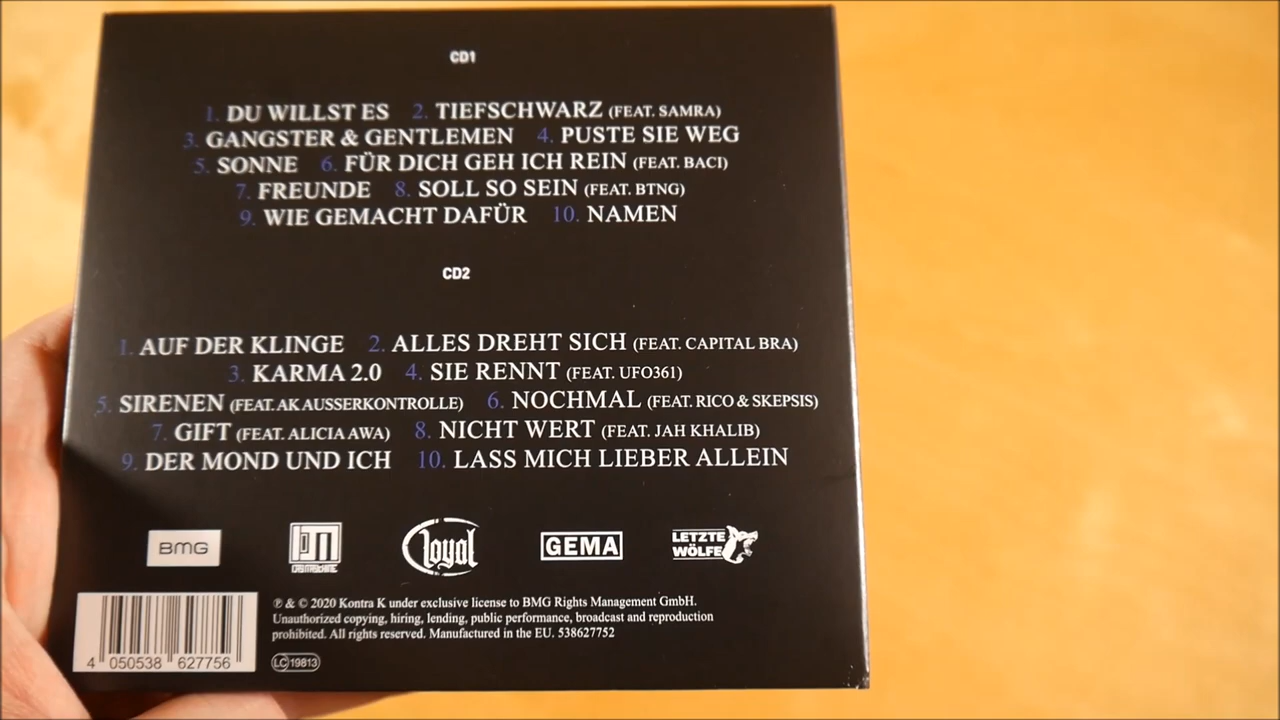 CD1
1. DU WILLST ES 2. TIEFSCHWARZ (FEAT. SAMRA)
3. GANGSTER & GENTLEMEN 4. PUSTE SIE WEG
5. SONNE 6. FÜR DICH GEH ICH REIN (FEAT. BACI)
7. FREUNDE 8. SOLL SO SEIN (FEAT. BTNG)
9. WIE GEMACHT DAFÜR 10. NAMEN
CD2
1. AUF DER KLINGE 2. ALLES DREHT SICH (FEAT. CAPITAL BRA)
3. KARMA 2.0 4. SIE RENNT (FEAT. UFO361)
5. SIRENEN (FEAT. AK AUSSERKONTROLLE) 6. NOCHMAL (FEAT. RICO & SKEPSIS)
7. GIFT (FEAT. ALICIA AWA) 8. NICHT WERT (FEAT. JAH KHALIB)
9. DER MOND UND ICH 10. LASS MICH LIEBER ALLEIN
BMG
Loyal
GEMA
LETZTE
WÖLFE
℗ & © 2020 Kontra K under exclusive license to BMG Rights Management GmbH.
Unauthorized copying, hiring, lending, public performance, broadcast and reproduction
prohibited. All rights reserved. Manufactured in the EU. 538627752
4 050538 627756
LC 19813